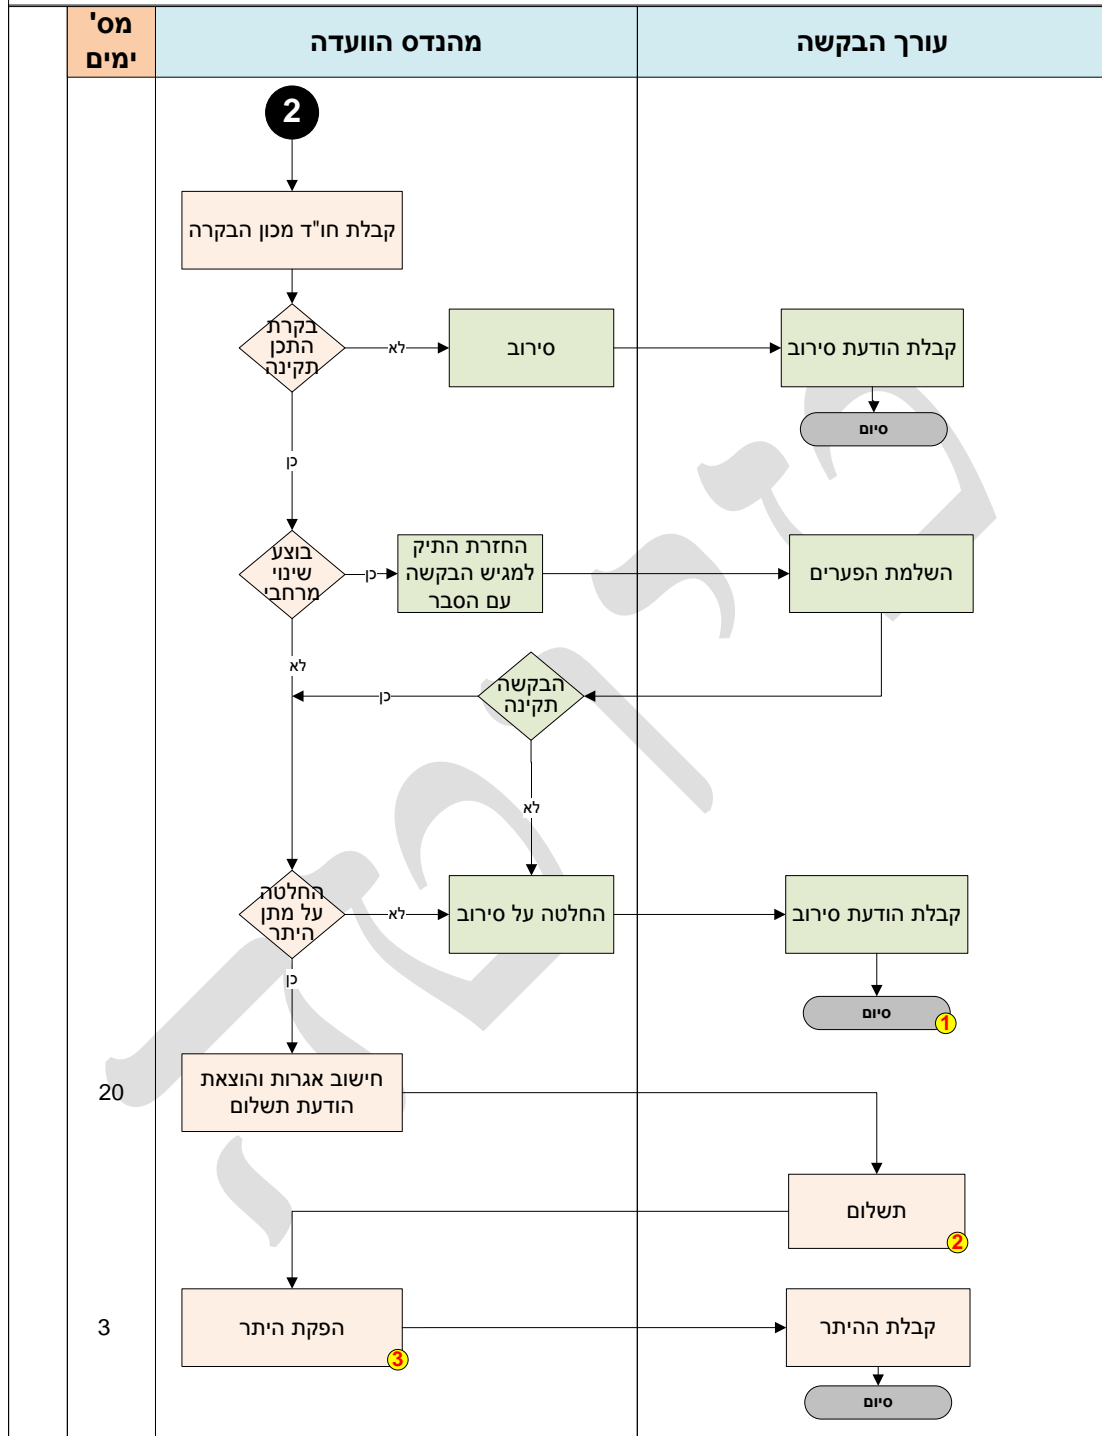 עורך הבקשה
מהנדס הוועדה
מס'
ימים
2
קבלת חו"ד מכון הבקרה
בקרת
התכן
תקינה
לא
סירוב
קבלת הודעת סירוב
סיום
כן
בוצע
שינוי
מרחבי
כן
החזרת התיק
למגיש הבקשה
עם הסבר
השלמת הפערים
לא
הבקשה
תקינה
כן
לא
החלטה
על מתן
היתר
לא
החלטה על סירוב
קבלת הודעת סירוב
כן
סיום
1
חישוב אגרות והוצאת
הודעת תשלום
20
תשלום
2
קבלת ההיתר
הפקת היתר
3
3
סיום